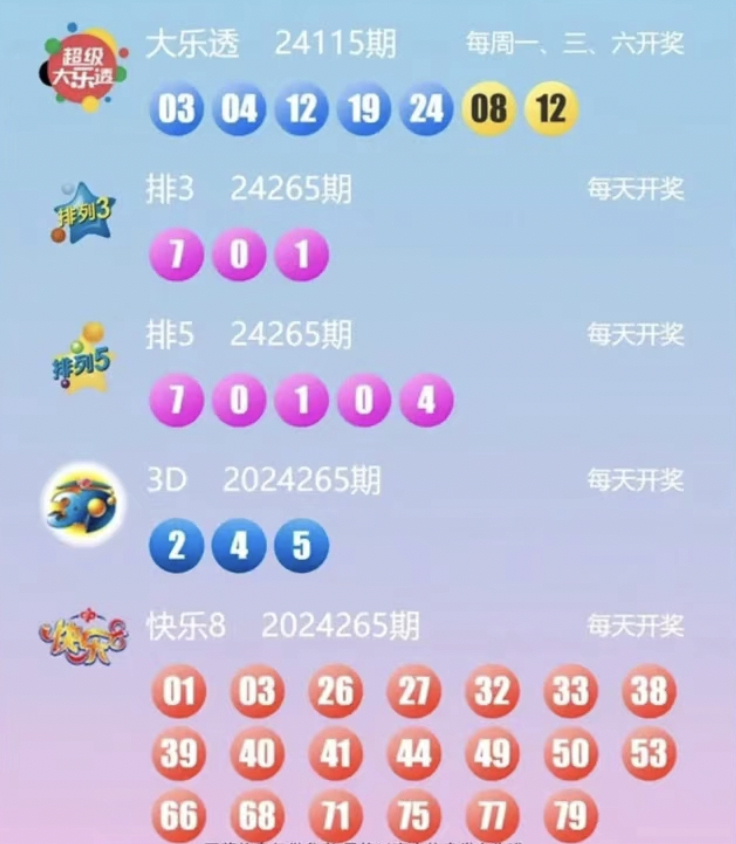 超级
大乐透
大乐透 24115期 每周一、三、六开奖
03 04 12 19 24 08 12
排列3
排3 24265期 每天开奖
7 0 1
排列5
排5 24265期 每天开奖
7 0 1 0 4
3D
3D 2024265期 每天开奖
2 4 5
快乐8
快乐8 2024265期 每天开奖
01 03 26 27 32 33 38
39 40 41 44 49 50 53
66 68 71 75 77 79